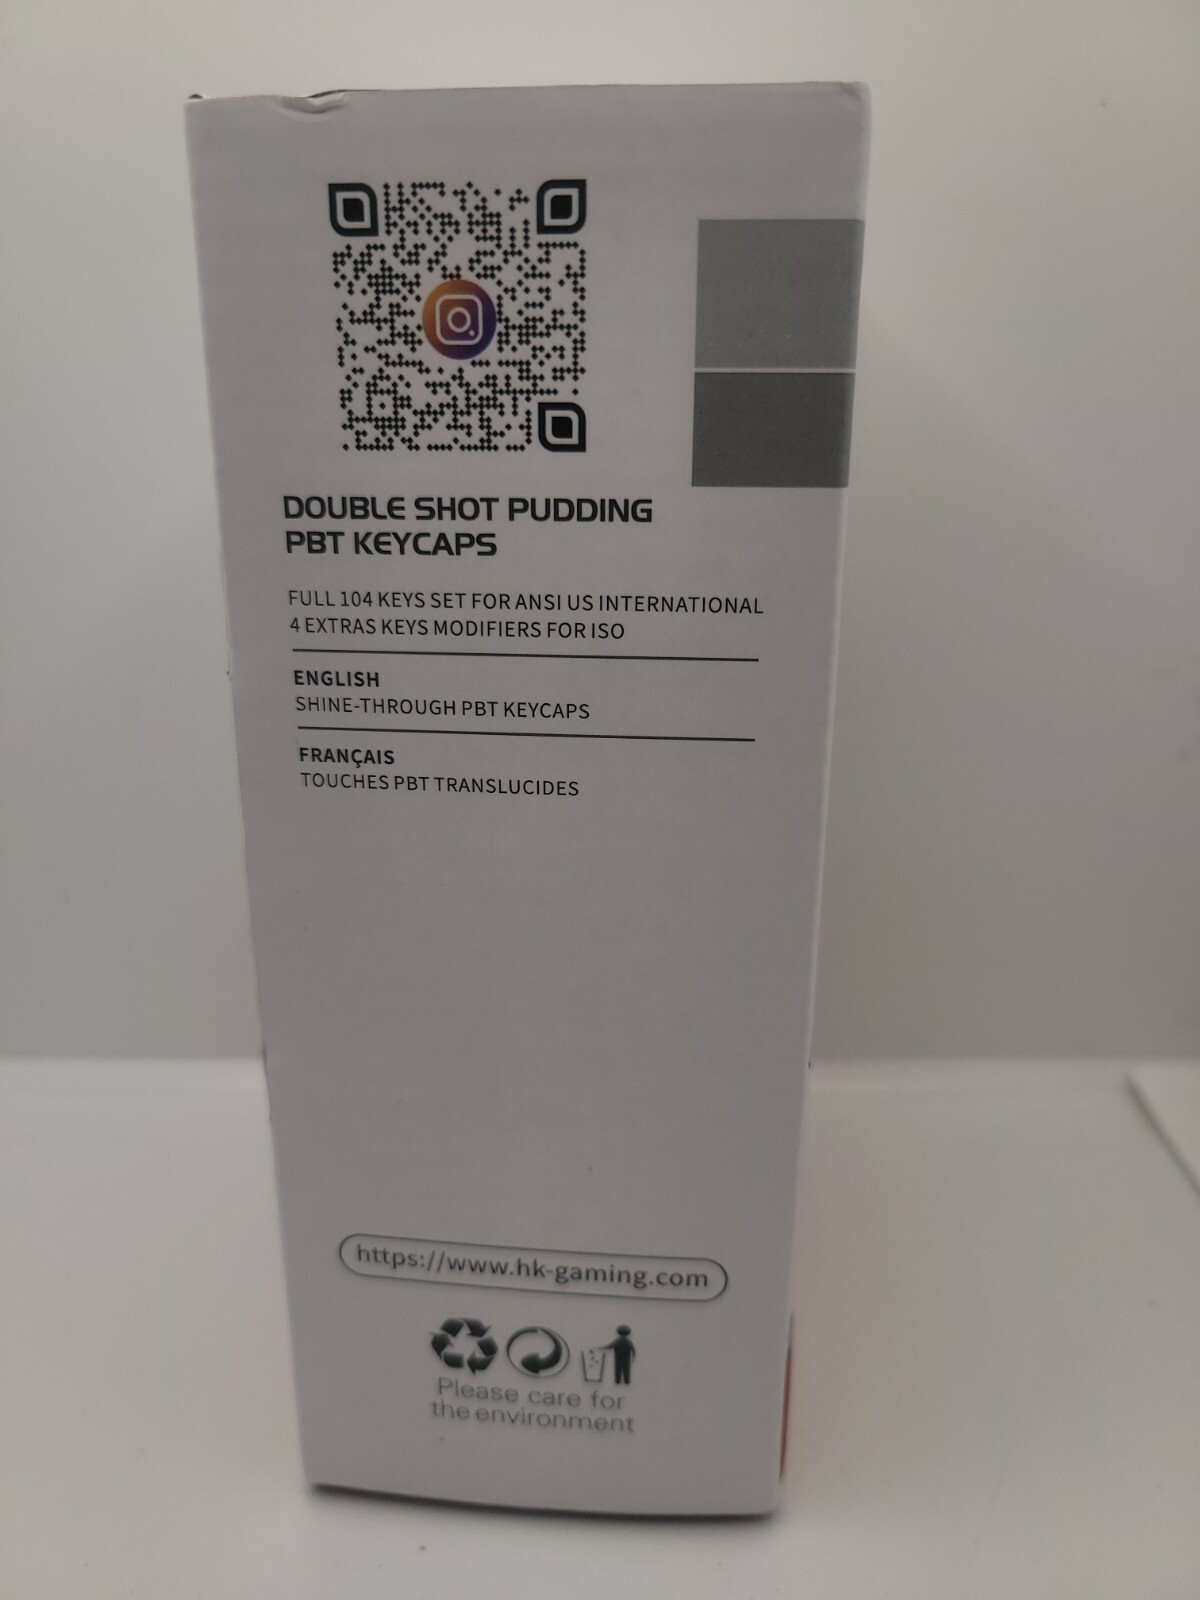 DOUBLE SHOT PUDDING
PBT KEYCAPS
FULL 104 KEYS SET FOR ANSI US INTERNATIONAL
4 EXTRAS KEYS MODIFIERS FOR ISO
ENGLISH
SHINE-THROUGH PBT KEYCAPS
FRANÇAIS
TOUCHES PBT TRANSLUCIDES
https://www.hk-gaming.com
Please care for
the environment